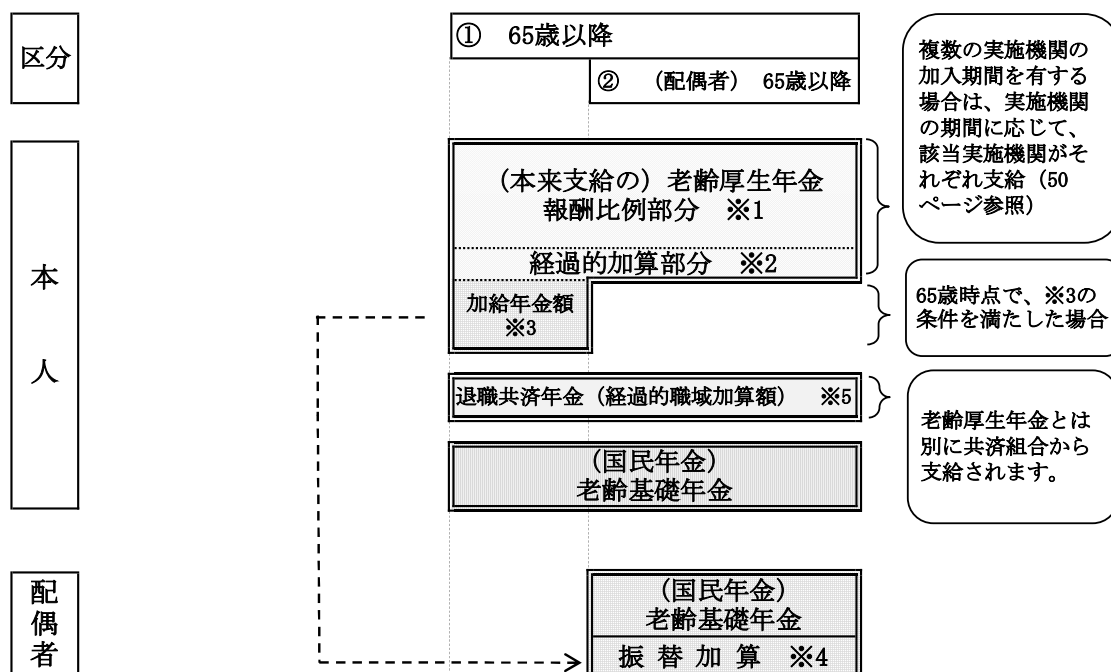 区分
① 65歳以降
② (配偶者) 65歳以降
複数の実施機関の
加入期間を有する
場合は、実施機関
の期間に応じて、
該当実施機関がそ
れぞれ支給（50
ページ参照）
本
人
(本来支給の) 老齢厚生年金
報酬比例部分 ※1
経過的加算部分 ※2
加給年金額
※3
65歳時点で、※3の
条件を満たした場合
退職共済年金（経過的職域加算額） ※5
老齢厚生年金とは
別に共済組合から
支給されます。
(国民年金)
老齢基礎年金
配
偶
者
(国民年金)
老齢基礎年金
振替加算 ※4